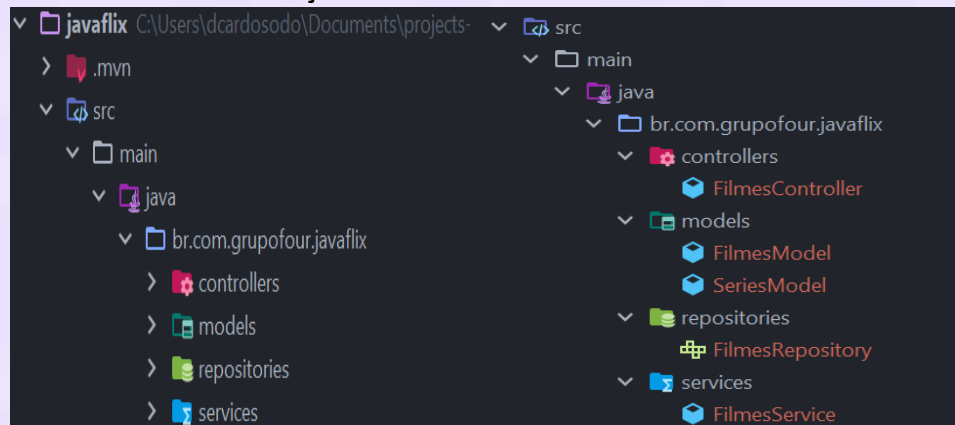 javaflix C:\Users\dcardosodo\Documents\projects-
.mvn
src
main
java
br.com.grupofour.javaflix
controllers
models
repositories
services
src
main
java
br.com.grupofour.javaflix
controllers
FilmesController
models
FilmesModel
SeriesModel
repositories
FilmesRepository
services
FilmesService